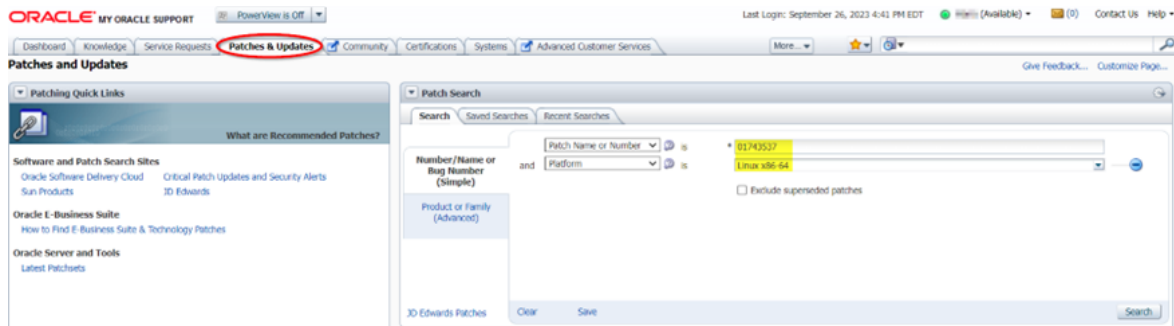 ORACLE MY ORACLE SUPPORT PowerView is Off Last Login: September 26, 2023 4:41 PM EDT (Available) (0) Contact Us Help
Dashboard Knowledge Service Requests Patches & Updates Community Certifications Systems Advanced Customer Services More...
Patches and Updates Give Feedback... Customize Page...
Patching Quick Links
What are Recommended Patches?
Software and Patch Search Sites
Oracle Software Delivery Cloud Critical Patch Updates and Security Alerts
Sun Products JD Edwards
Oracle E-Business Suite
How to Find E-Business Suite & Technology Patches
Oracle Server and Tools
Latest Patchsets
Patch Search
Search Saved Searches Recent Searches
Number/Name or
Bug Number
(Simple)
Product or Family
(Advanced)
JD Edwards Patches
Patch Name or Number is * 01743537
and Platform is Linux x86-64
Exclude superseded patches
Clear Save Search